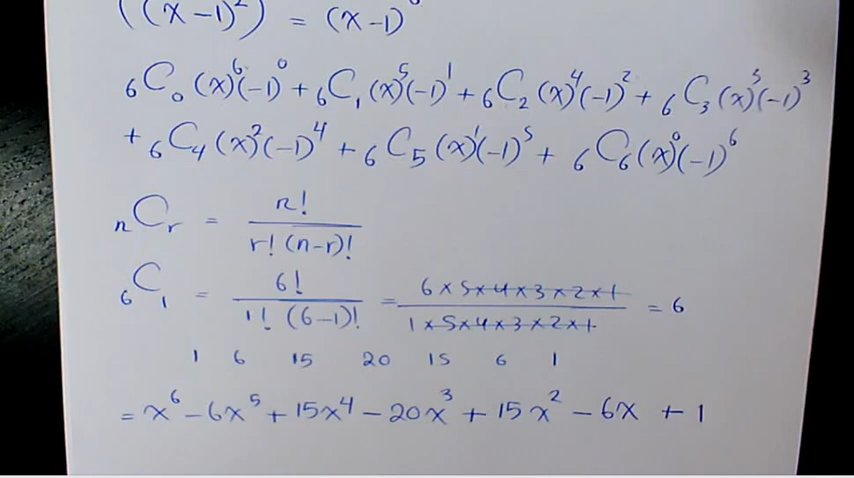 ((x-1)²) = (x-1)
₆C₀ (x)⁶(-1)⁰ + ₆C₁ (x)⁵(-1)¹ + ₆C₂ (x)⁴(-1)² + ₆C₃ (x)³(-1)³
+ ₆C₄ (x)²(-1)⁴ + ₆C₅ (x)¹(-1)⁵ + ₆C₆ (x)⁰(-1)⁶
ₙCᵣ = n! / r! (n-r)!
₆C₁ = 6! / 1! (6-1)! = 6×5×4×3×2×1 / 1×5×4×3×2×1 = 6
1 6 15 20 15 6 1
= x⁶ - 6x⁵ + 15x⁴ - 20x³ + 15x² - 6x + 1